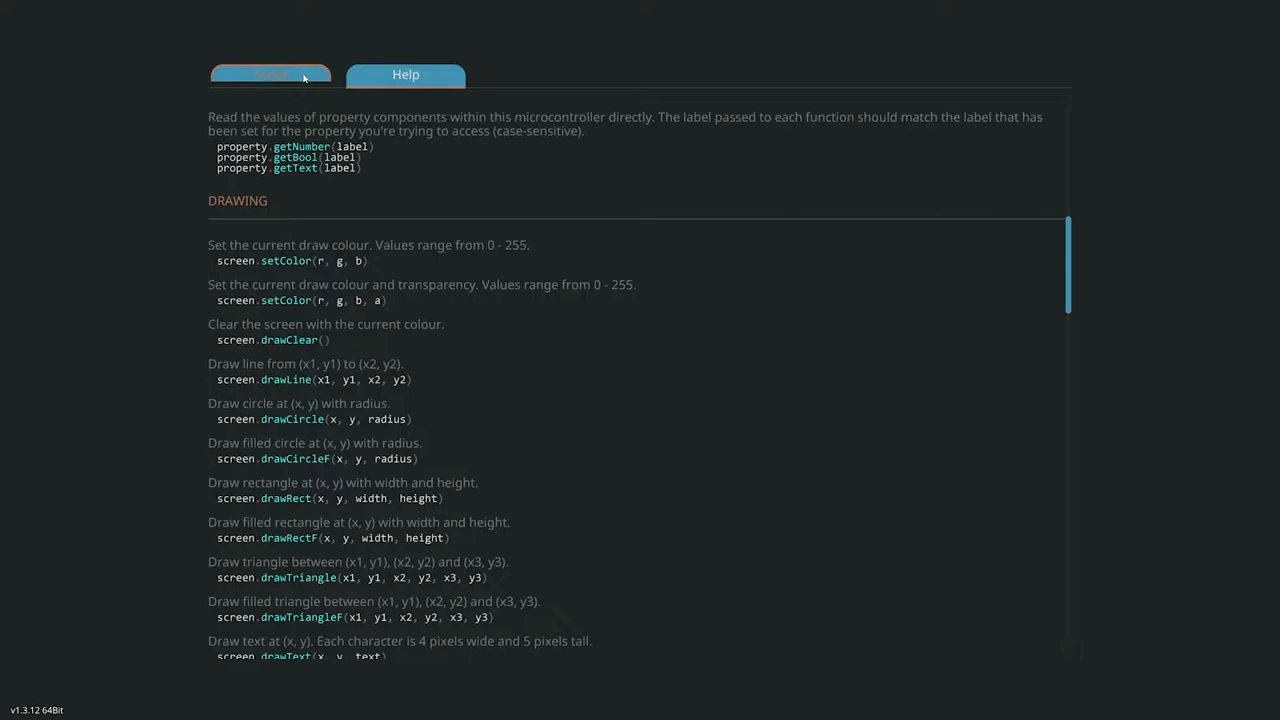 Help
Read the values of property components within this microcontroller directly. The label passed to each function should match the label that has
been set for the property you're trying to access (case-sensitive).
property.getNumber(label)
property.getBool(label)
property.getText(label)
DRAWING
Set the current draw colour. Values range from 0 - 255.
screen.setColor(r, g, b)
Set the current draw colour and transparency. Values range from 0 - 255.
screen.setColor(r, g, b, a)
Clear the screen with the current colour.
screen.drawClear()
Draw line from (x1, y1) to (x2, y2).
screen.drawLine(x1, y1, x2, y2)
Draw circle at (x, y) with radius.
screen.drawCircle(x, y, radius)
Draw filled circle at (x, y) with radius.
screen.drawCircleF(x, y, radius)
Draw rectangle at (x, y) with width and height.
screen.drawRect(x, y, width, height)
Draw filled rectangle at (x, y) with width and height.
screen.drawRectF(x, y, width, height)
Draw triangle between (x1, y1), (x2, y2) and (x3, y3).
screen.drawTriangle(x1, y1, x2, y2, x3, y3)
Draw filled triangle between (x1, y1), (x2, y2) and (x3, y3).
screen.drawTriangleF(x1, y1, x2, y2, x3, y3)
Draw text at (x, y). Each character is 4 pixels wide and 5 pixels tall.
screen.drawText(x, y, text)
v1.3.12 64Bit